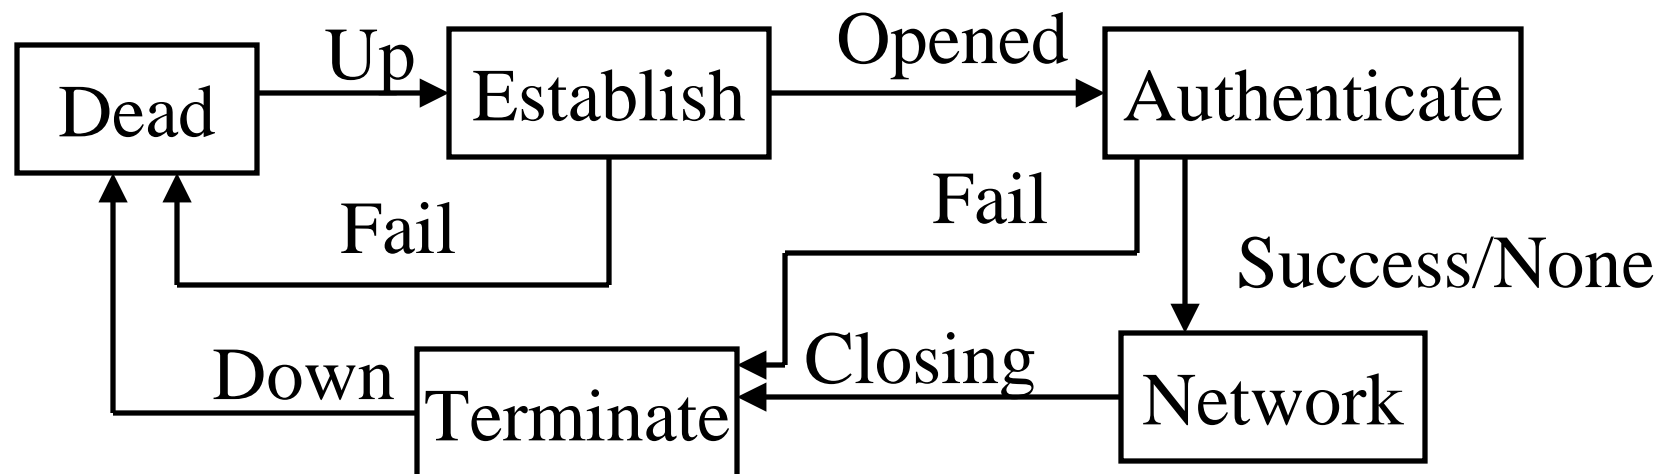 Up
Opened
Dead
Establish
Authenticate
Fail
Fail
Success/None
Closing
Down
Terminate
Network